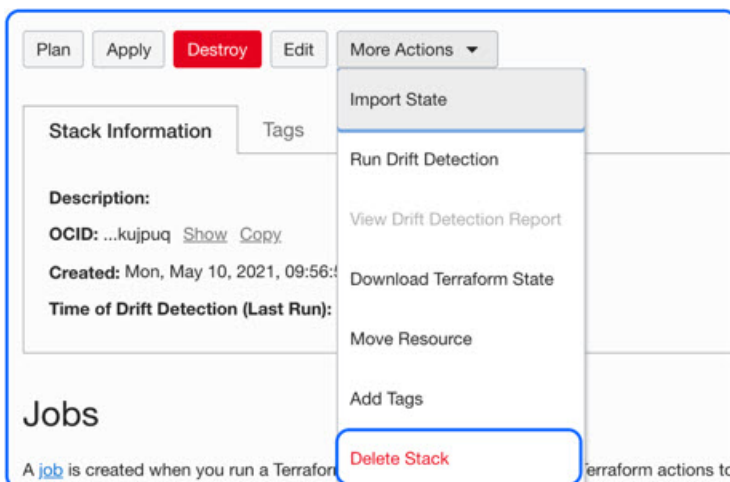 Plan Apply Destroy Edit More Actions
Import State
Run Drift Detection
View Drift Detection Report
Download Terraform State
Move Resource
Add Tags
Delete Stack
Stack Information Tags
Description:
OCID: ...kujpuq Show Copy
Created: Mon, May 10, 2021, 09:56:
Time of Drift Detection (Last Run):
Jobs
A job is created when you run a Terraform actions to